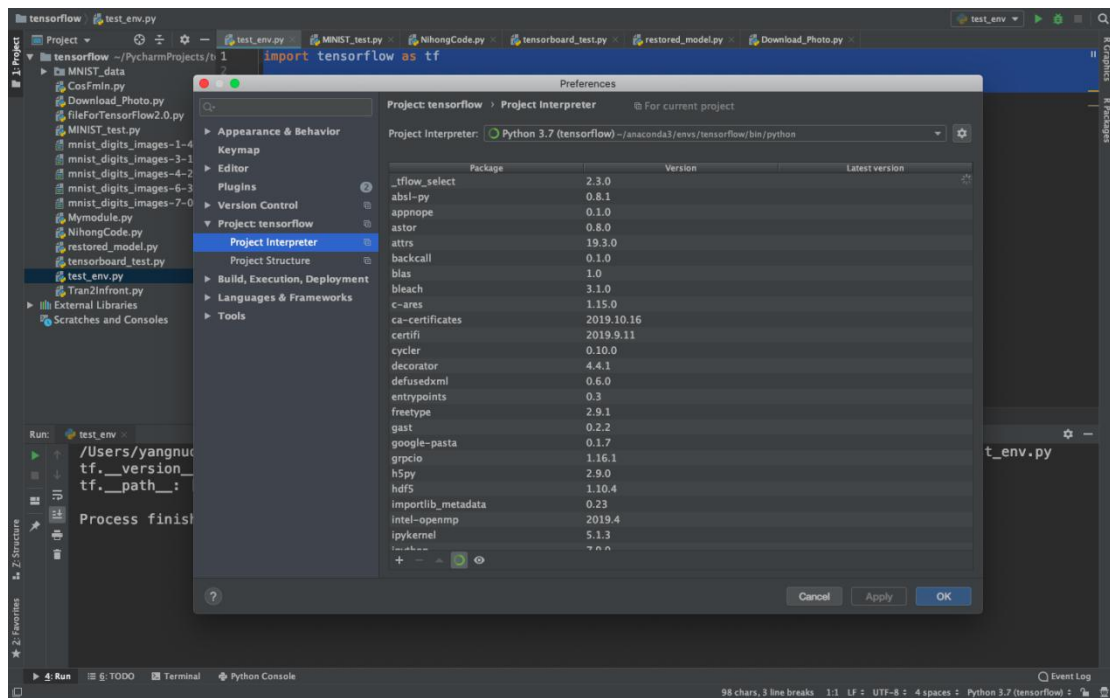 tensorflow test_env.py
test_env
Project
test_env.py MINIST_test.py NihongCode.py tensorboard_test.py restored_model.py Download_Photo.py
1: Project
R Graphics
R Packages
tensorflow ~/PycharmProjects/t
MNIST_data
CosFmin.py
Download_Photo.py
fileForTensorFlow2.0.py
MINIST_test.py
mnist_digits_images-1-4
mnist_digits_images-3-1
mnist_digits_images-4-2
mnist_digits_images-6-3
mnist_digits_images-7-0
Mymodule.py
NihongCode.py
restored_model.py
tensorboard_test.py
test_env.py
Tran2Infront.py
External Libraries
Scratches and Consoles
1 import tensorflow as tf
2
Preferences
Appearance & Behavior
Keymap
Editor
Plugins 2
Version Control
Project: tensorflow
Project Interpreter
Project Structure
Build, Execution, Deployment
Languages & Frameworks
Tools
Project: tensorflow › Project Interpreter For current project
Project Interpreter: Python 3.7 (tensorflow) ~/anaconda3/envs/tensorflow/bin/python
Package Version Latest version
_tflow_select 2.3.0
absl-py 0.8.1
appnope 0.1.0
astor 0.8.0
attrs 19.3.0
backcall 0.1.0
blas 1.0
bleach 3.1.0
c-ares 1.15.0
ca-certificates 2019.10.16
certifi 2019.9.11
cycler 0.10.0
decorator 4.4.1
defusedxml 0.6.0
entrypoints 0.3
freetype 2.9.1
gast 0.2.2
google-pasta 0.1.7
grpcio 1.16.1
h5py 2.9.0
hdf5 1.10.4
importlib_metadata 0.23
intel-openmp 2019.4
ipykernel 5.1.3
ipython 7.9.0
Cancel Apply OK
Run: test_env
/Users/yangnuo t_env.py
tf.__version__
tf.__path__:
Process finish
Z: Structure
2: Favorites
4: Run 6: TODO Terminal Python Console Event Log
98 chars, 3 line breaks 1:1 LF UTF-8 4 spaces Python 3.7 (tensorflow)